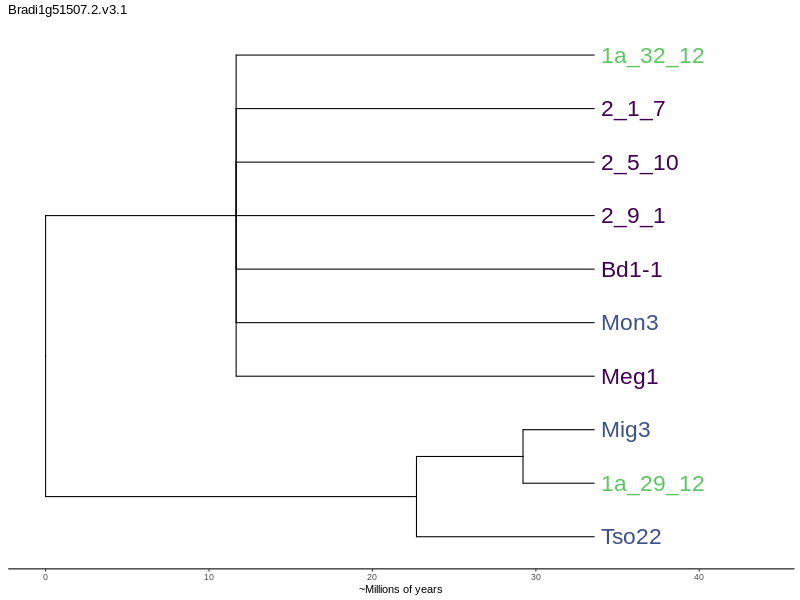 Bradi1g51507.2.v3.1
1a_32_12
2_1_7
2_5_10
2_9_1
Bd1-1
Mon3
Meg1
Mig3
1a_29_12
Tso22
0 10 20 30 40
~Millions of years